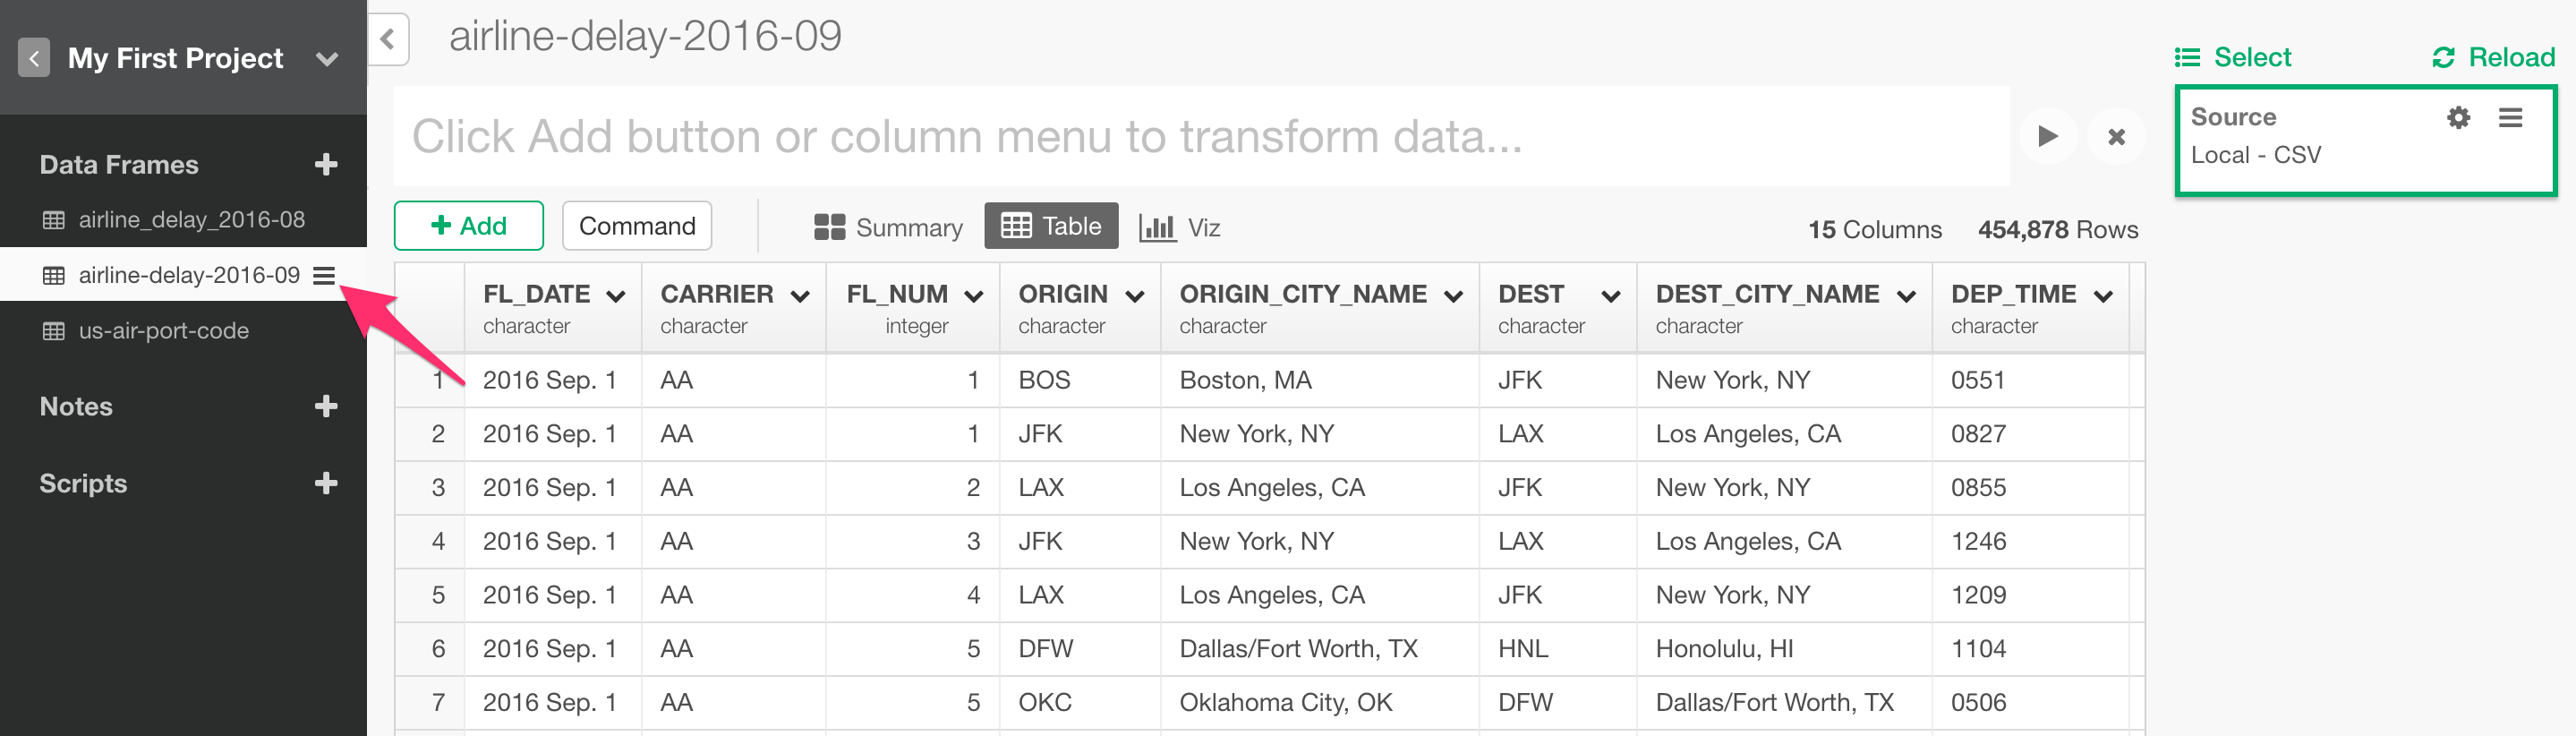 My First Project
Data Frames
airline_delay_2016-08
airline-delay-2016-09
us-air-port-code
Notes
Scripts
airline-delay-2016-09
Click Add button or column menu to transform data...
Add Command Summary Table Viz 15 Columns 454,878 Rows
FL_DATE CARRIER FL_NUM ORIGIN ORIGIN_CITY_NAME DEST DEST_CITY_NAME DEP_TIME
character character integer character character character character character
1 2016 Sep. 1 AA 1 BOS Boston, MA JFK New York, NY 0551
2 2016 Sep. 1 AA 1 JFK New York, NY LAX Los Angeles, CA 0827
3 2016 Sep. 1 AA 2 LAX Los Angeles, CA JFK New York, NY 0855
4 2016 Sep. 1 AA 3 JFK New York, NY LAX Los Angeles, CA 1246
5 2016 Sep. 1 AA 4 LAX Los Angeles, CA JFK New York, NY 1209
6 2016 Sep. 1 AA 5 DFW Dallas/Fort Worth, TX HNL Honolulu, HI 1104
7 2016 Sep. 1 AA 5 OKC Oklahoma City, OK DFW Dallas/Fort Worth, TX 0506
Select Reload
Source
Local - CSV